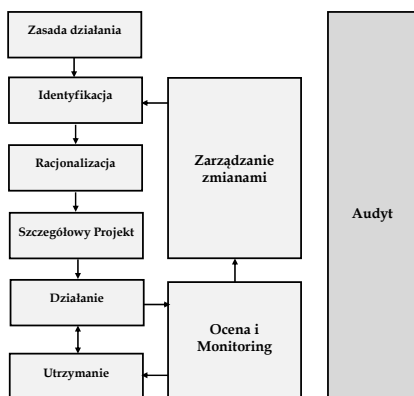 Zasada działania
Identyfikacja
Racjonalizacja
Zarządzanie
zmianami
Audyt
Szczegółowy Projekt
Działanie
Ocena i
Monitoring
Utrzymanie